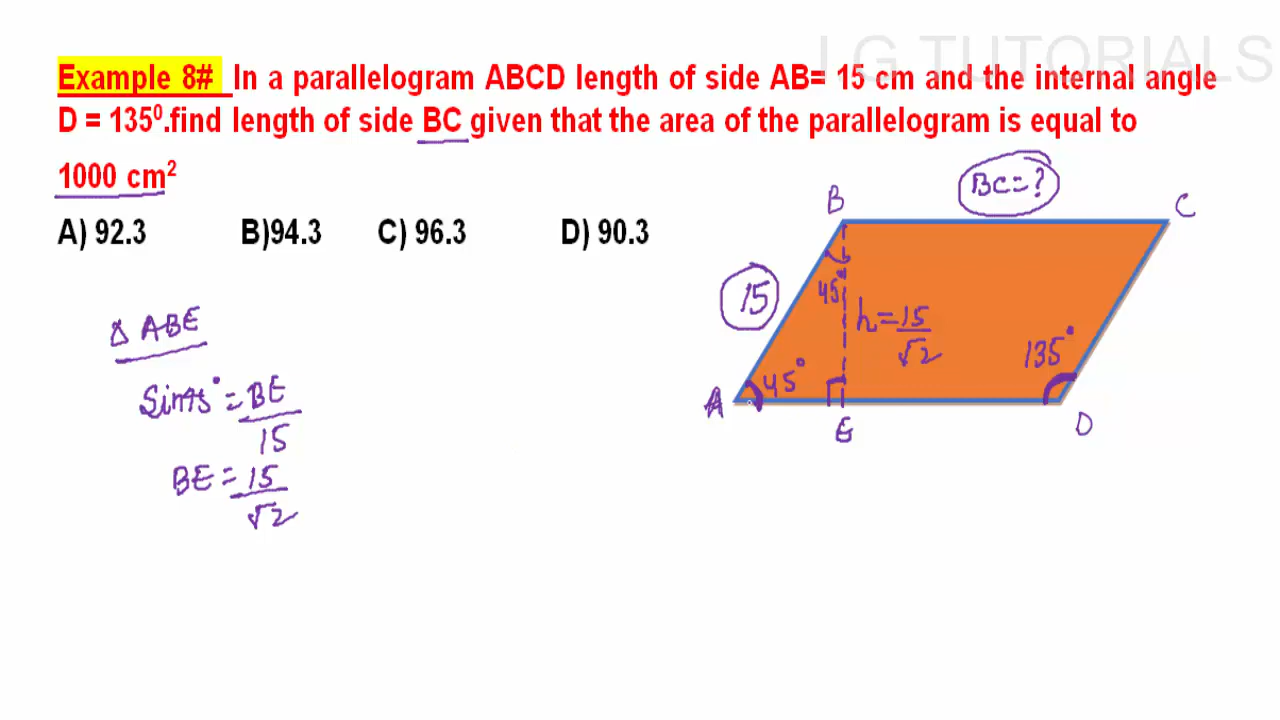 I G TUTORIALS
Example 8# In a parallelogram ABCD length of side AB= 15 cm and the internal angle
D = 135⁰.find length of side BC given that the area of the parallelogram is equal to
1000 cm²
A) 92.3 B)94.3 C) 96.3 D) 90.3
BC=?
B
C
15
45°
h=15/√2
135°
45°
A
E
D
Δ ABE
Sin45°=BE/15
BE=15/√2